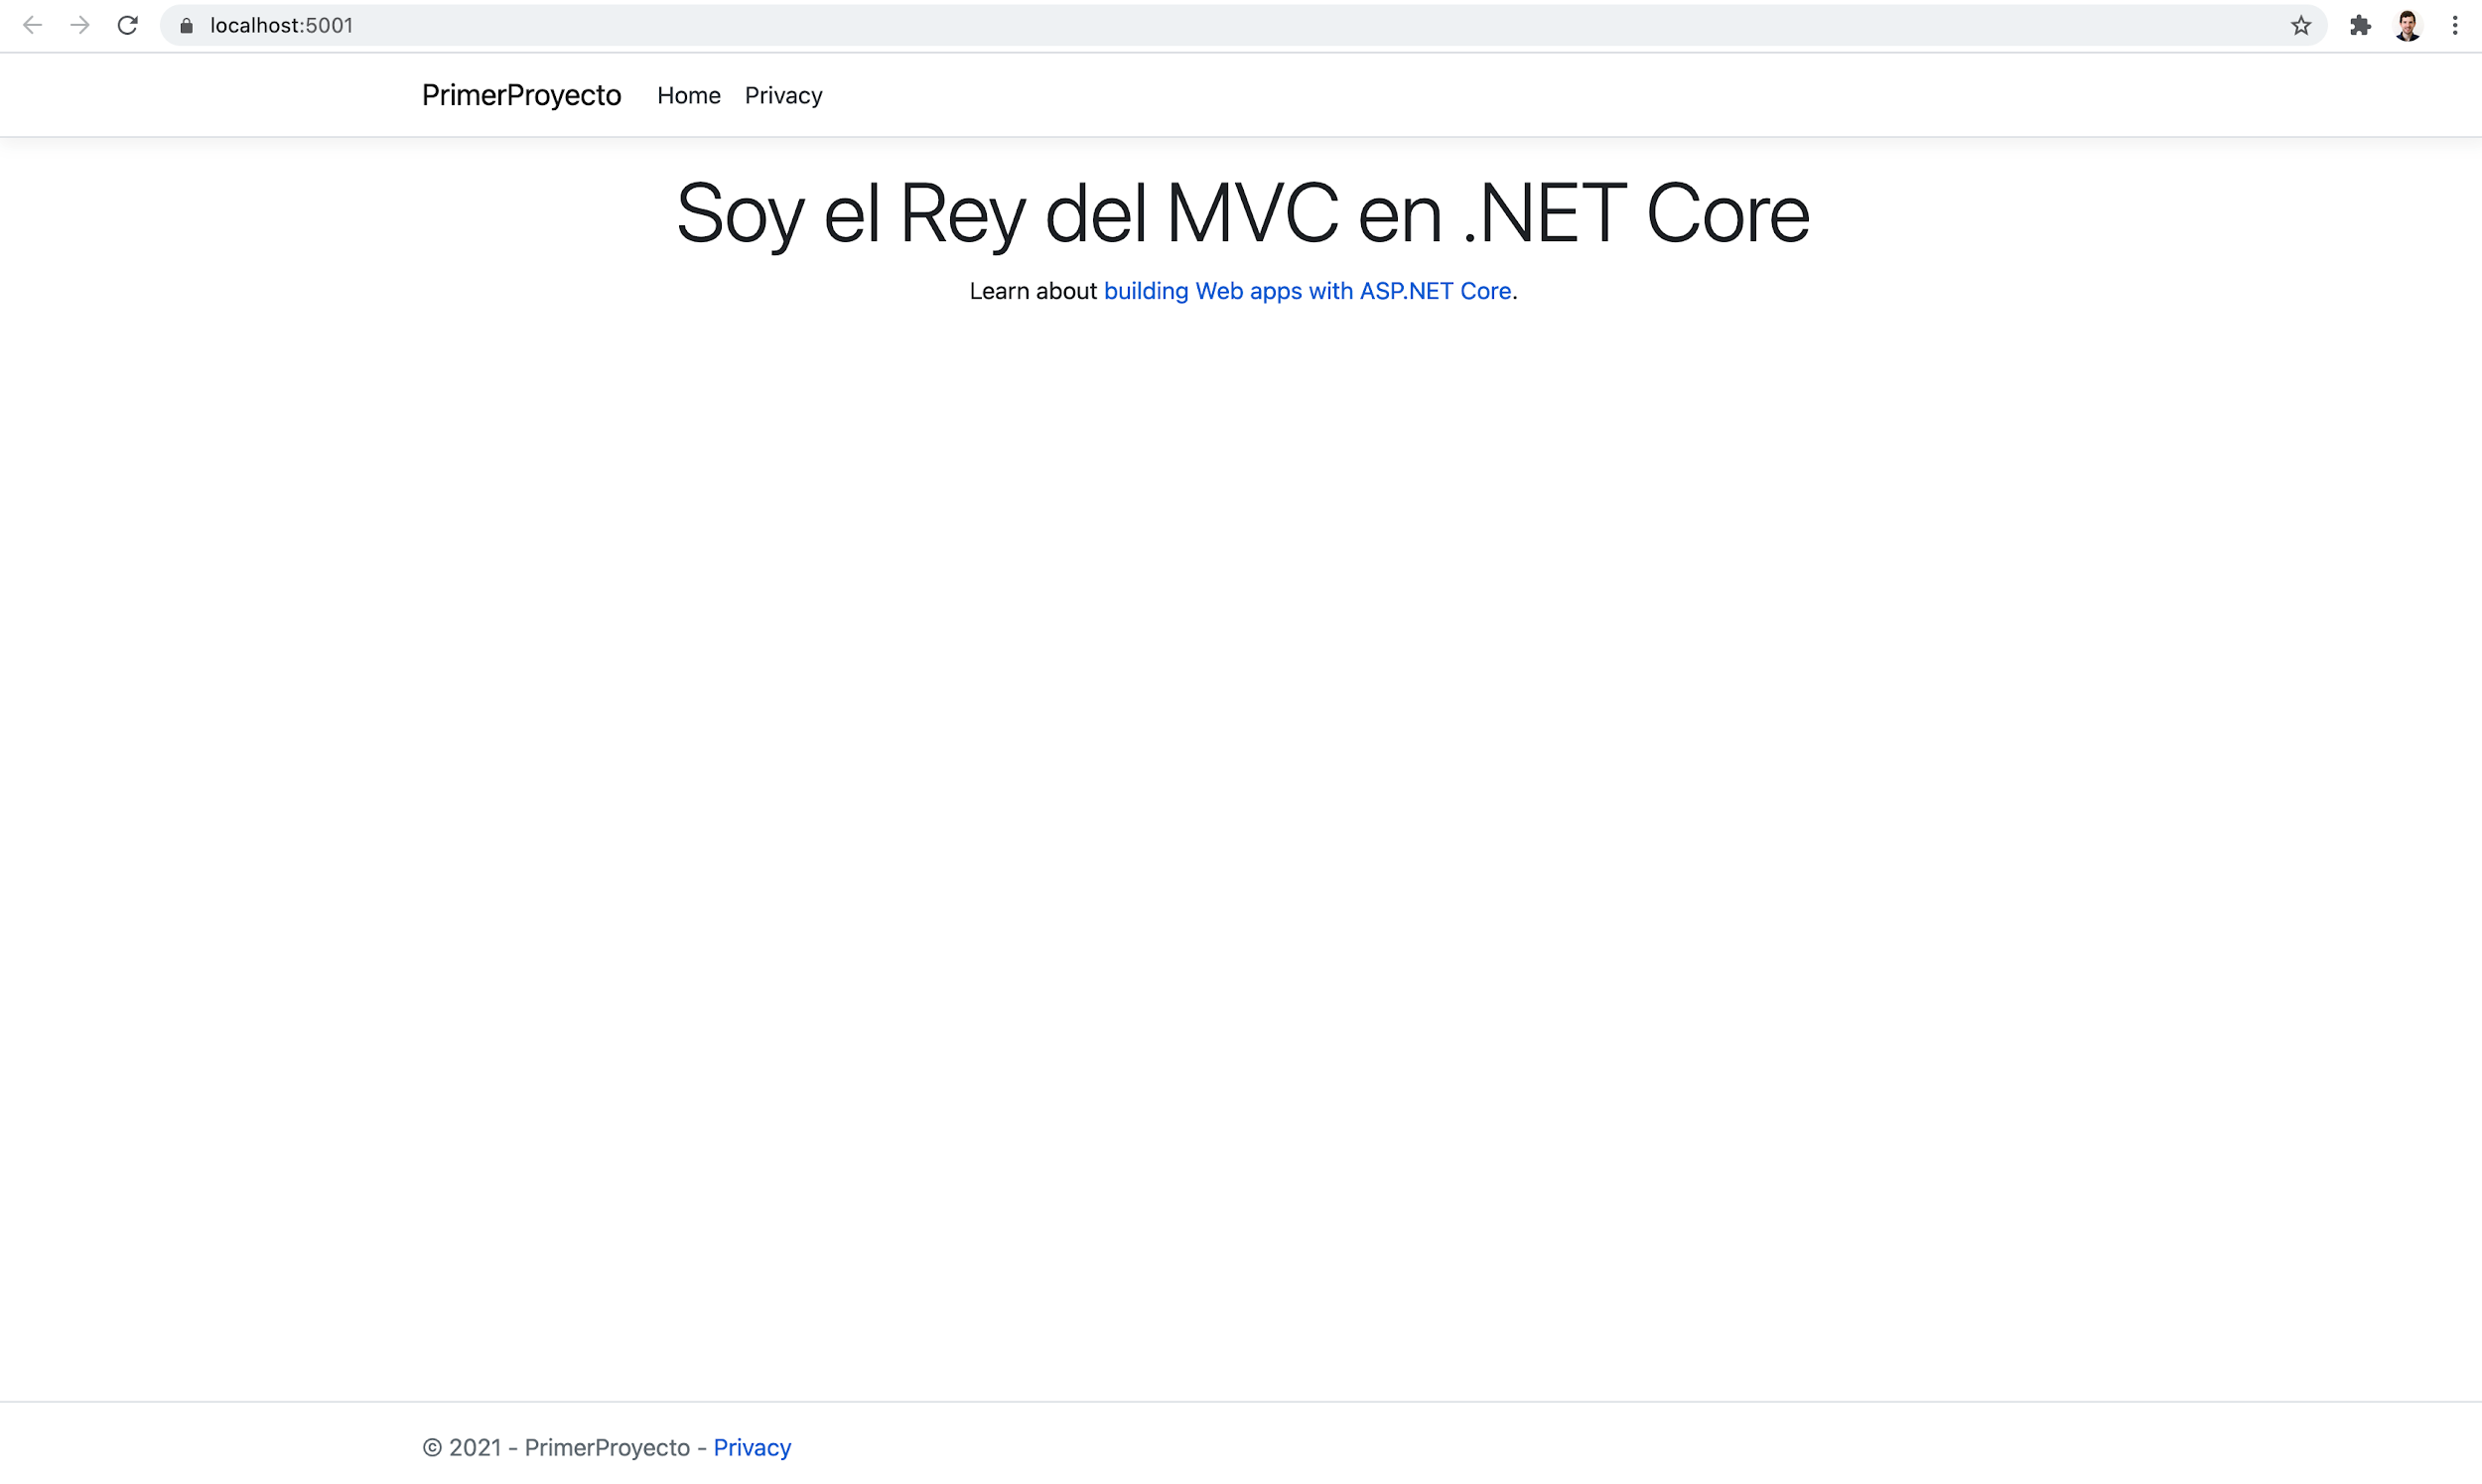 localhost:5001
PrimerProyecto Home Privacy
Soy el Rey del MVC en .NET Core
Learn about building Web apps with ASP.NET Core.
© 2021 - PrimerProyecto - Privacy